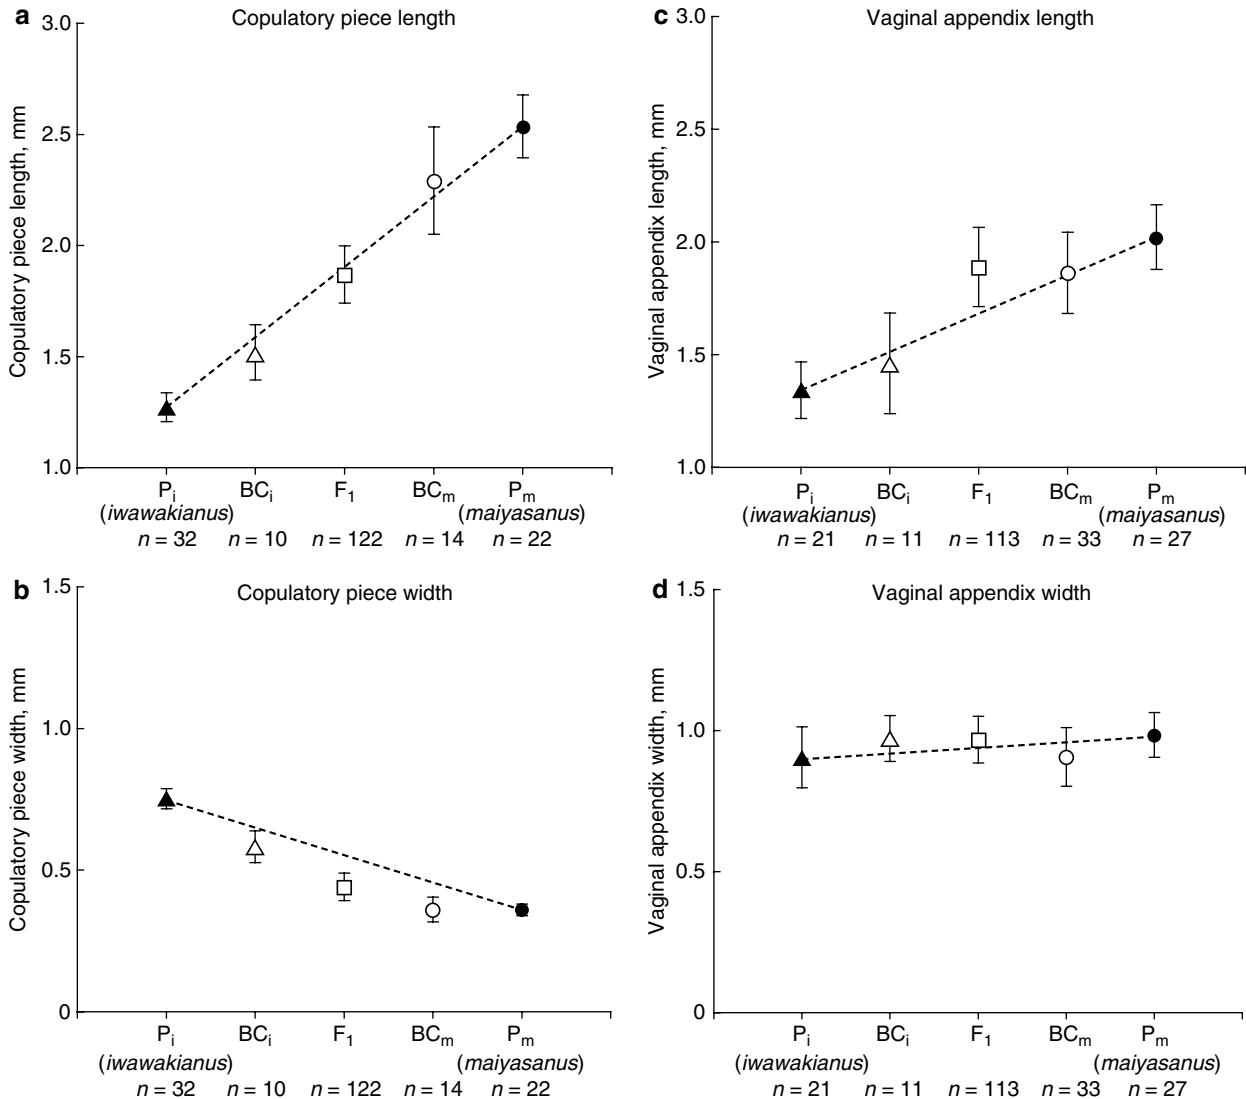 a Copulatory piece length
Copulatory piece length, mm
3.0
2.5
2.0
1.5
1.0
Pi BCi F1 BCm Pm
(iwawakianus) (maiyasanus)
n = 32 n = 10 n = 122 n = 14 n = 22
c Vaginal appendix length
Vaginal appendix length, mm
3.0
2.5
2.0
1.5
1.0
Pi BCi F1 BCm Pm
(iwawakianus) (maiyasanus)
n = 21 n = 11 n = 113 n = 33 n = 27
b Copulatory piece width
Copulatory piece width, mm
1.5
1.0
0.5
0
Pi BCi F1 BCm Pm
(iwawakianus) (maiyasanus)
n = 32 n = 10 n = 122 n = 14 n = 22
d Vaginal appendix width
Vaginal appendix width, mm
1.5
1.0
0.5
0
Pi BCi F1 BCm Pm
(iwawakianus) (maiyasanus)
n = 21 n = 11 n = 113 n = 33 n = 27